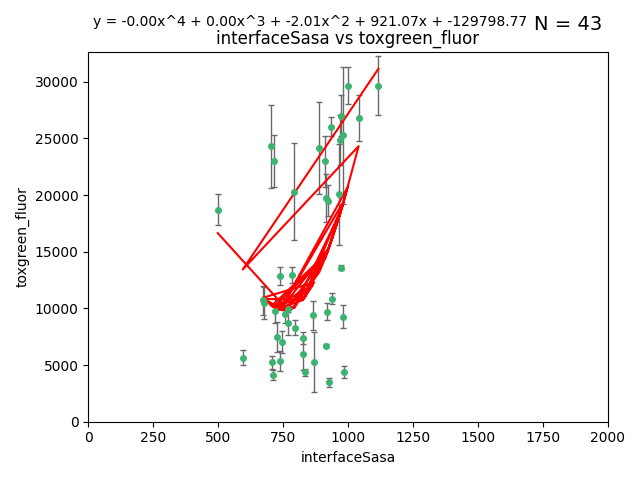 y = -0.00x^4 + 0.00x^3 + -2.01x^2 + 921.07x + -129798.77 N = 43
interfaceSasa vs toxgreen_fluor
30000
25000
20000
15000
10000
5000
0
toxgreen_fluor
0 250 500 750 1000 1250 1500 1750 2000
interfaceSasa